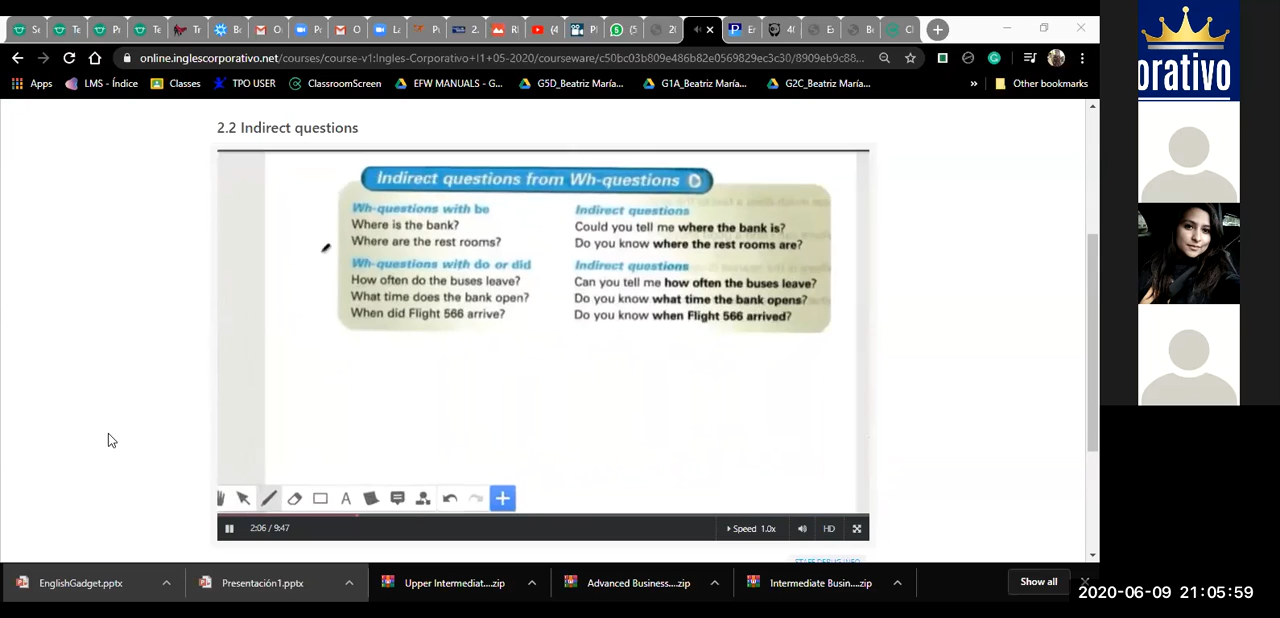 online.inglescorporativo.net/courses/course-v1:Ingles-Corporativo+I1+05-2020/courseware/c50bc03b809e486b82e0569829ec3c30/8909eb9c88...
Apps
LMS - Índice
Classes
TPO USER
ClassroomScreen
EFW MANUALS - G...
G5D_Beatriz María...
G1A_Beatriz María...
G2C_Beatriz María...
»
Other bookmarks
orativo
2.2 Indirect questions
Indirect questions from Wh-questions
Wh-questions with be
Indirect questions
Where is the bank?
Could you tell me where the bank is?
Where are the rest rooms?
Do you know where the rest rooms are?
Wh-questions with do or did
Indirect questions
How often do the buses leave?
Can you tell me how often the buses leave?
What time does the bank open?
Do you know what time the bank opens?
When did Flight 566 arrive?
Do you know when Flight 566 arrived?
2:06 / 9:47
Speed 1.0x
HD
STAFF DEBUG INFO
EnglishGadget.pptx
Presentación1.pptx
Upper Intermediat....zip
Advanced Business....zip
Intermediate Busin....zip
Show all
2020-06-09 21:05:59